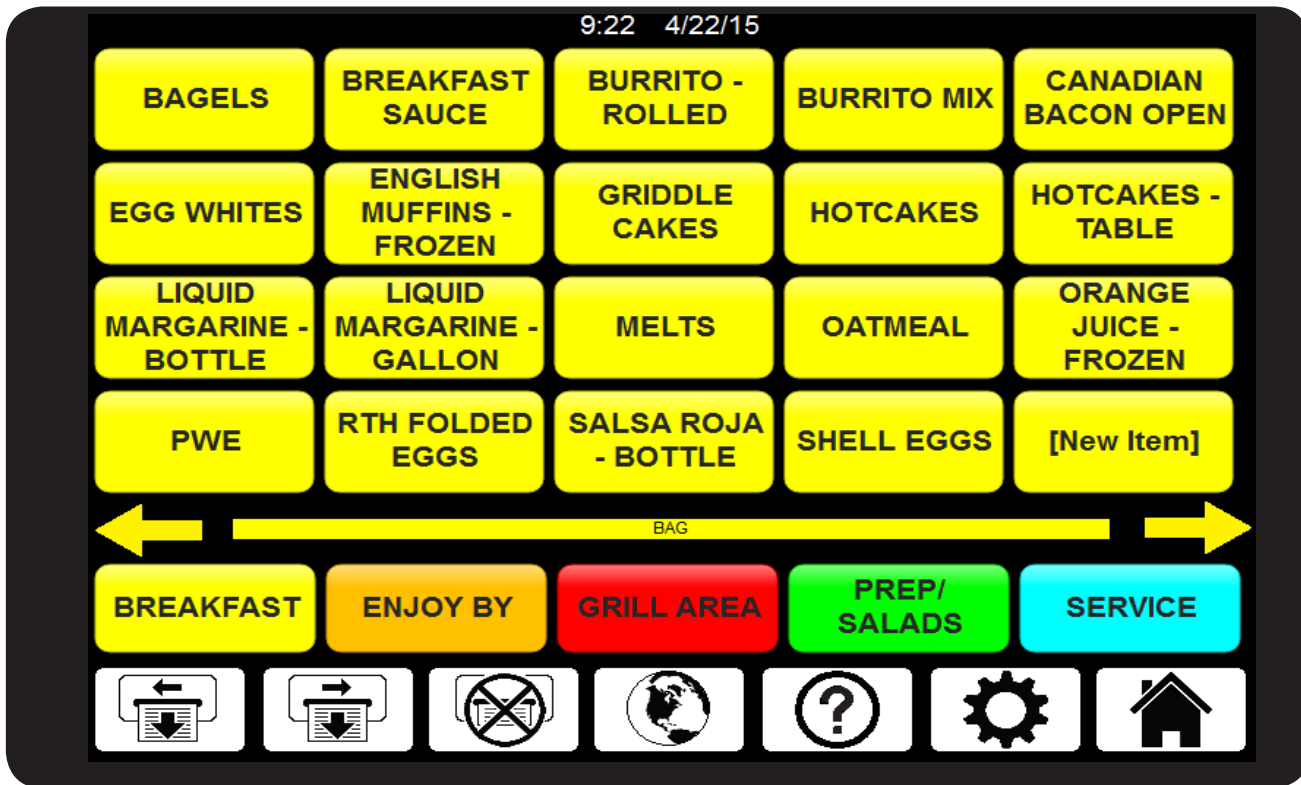 9:22 4/22/15
BAGELS
BREAKFAST
SAUCE
BURRITO -
ROLLED
BURRITO MIX
CANADIAN
BACON OPEN
EGG WHITES
ENGLISH
MUFFINS -
FROZEN
GRIDDLE
CAKES
HOTCAKES
HOTCAKES -
TABLE
LIQUID
MARGARINE -
BOTTLE
LIQUID
MARGARINE -
GALLON
MELTS
OATMEAL
ORANGE
JUICE -
FROZEN
PWE
RTH FOLDED
EGGS
SALSA ROJA
- BOTTLE
SHELL EGGS
[New Item]
BAG
BREAKFAST
ENJOY BY
GRILL AREA
PREP/
SALADS
SERVICE
?